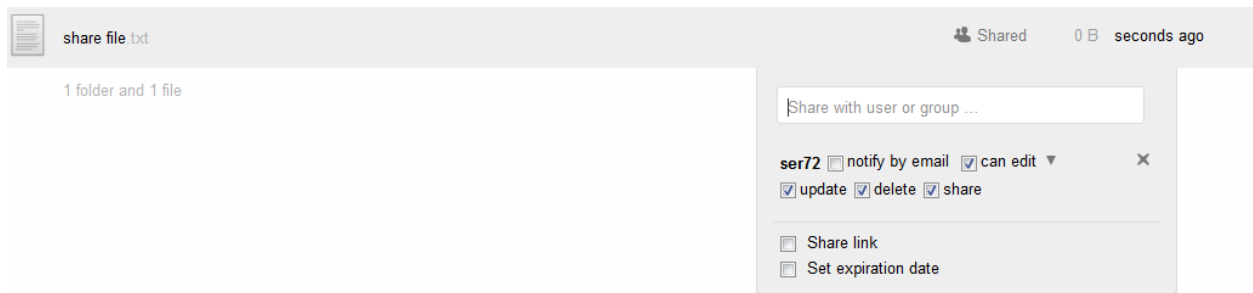 share file.txt Shared 0 B seconds ago
1 folder and 1 file
Share with user or group ...
ser72 notify by email can edit
update delete share
Share link
Set expiration date